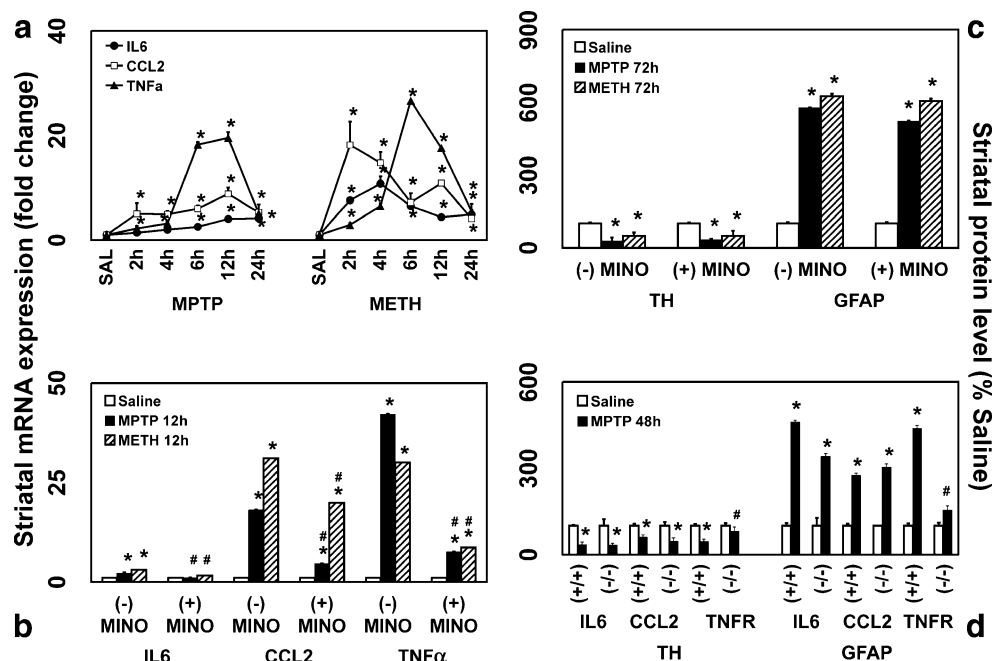 a
Striatal mRNA expression (fold change)
40
20
0
IL6
CCL2
TNFa
* * * * * * * * * * * *
* * * * * * * * * * * * * *
SAL 2h 4h 6h 12h 24h
SAL 2h 4h 6h 12h 24h
MPTP METH
b
50
25
0
Saline
MPTP 12h
METH 12h
* * # # * * # * # * * * # * # *
(-) (+) (-) (+) (-) (+)
MINO MINO MINO MINO MINO MINO
IL6 CCL2 TNFα
c
Striatal protein level (% Saline)
900
600
300
0
Saline
MPTP 72h
METH 72h
* * * * * * * *
(-) MINO (+) MINO (-) MINO (+) MINO
TH GFAP
d
600
300
0
Saline
MPTP 48h
* * * * * # * * * * * #
(+/+) (-/-) (+/+) (-/-) (+/+) (-/-) (+/+) (-/-) (+/+) (-/-) (+/+) (-/-)
IL6 CCL2 TNFR IL6 CCL2 TNFR
TH GFAP